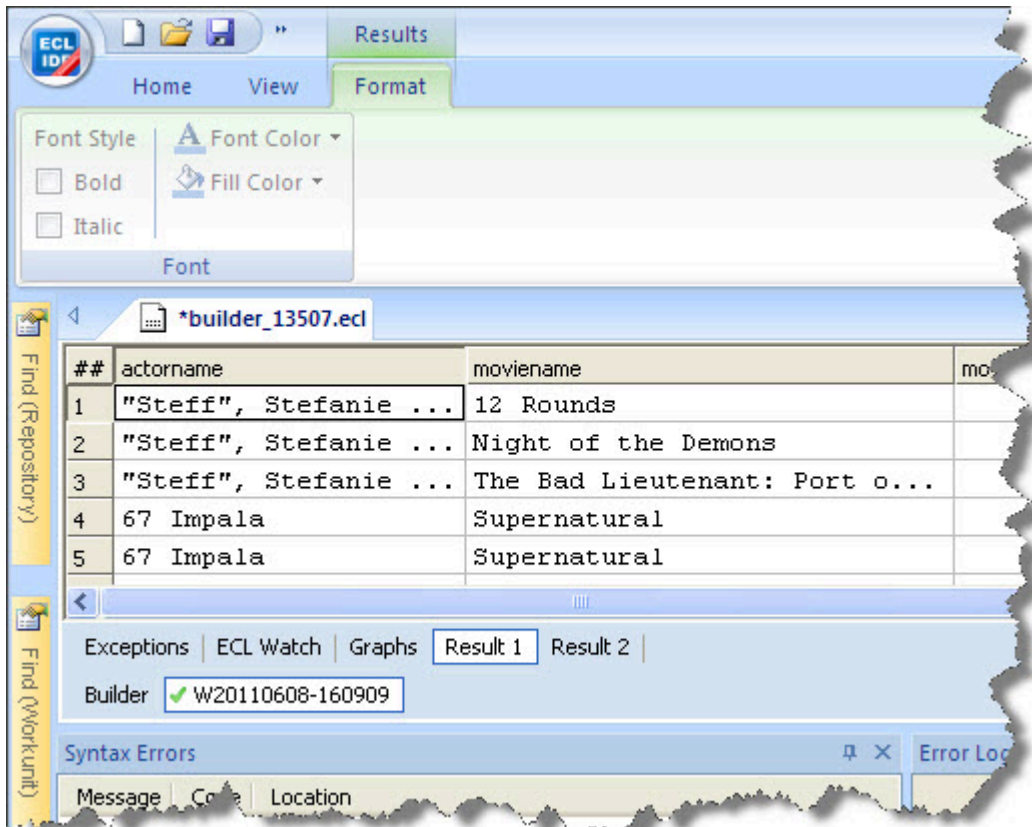 ECL
IDE
Results
Home View Format
Font Style Font Color
Bold Fill Color
Italic
Font
*builder_13507.ecl
Find (Repository)
## actorname moviename
1 "Steff", Stefanie ... 12 Rounds
2 "Steff", Stefanie ... Night of the Demons
3 "Steff", Stefanie ... The Bad Lieutenant: Port o...
4 67 Impala Supernatural
5 67 Impala Supernatural
Exceptions | ECL Watch | Graphs Result 1 Result 2 |
Builder W20110608-160909
Find (Workunit)
Syntax Errors Error Log
Message Code Location